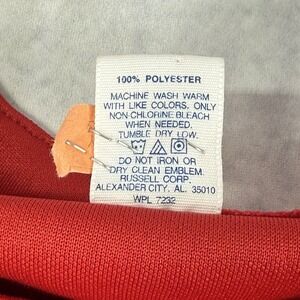 100% POLYESTER
MACHINE WASH WARM
WITH LIKE COLORS. ONLY
NON-CHLORINE BLEACH
WHEN NEEDED.
TUMBLE DRY LOW.
DO NOT IRON OR
DRY CLEAN EMBLEM.
RUSSELL CORP.
ALEXANDER CITY, AL. 35010
WPL 7232